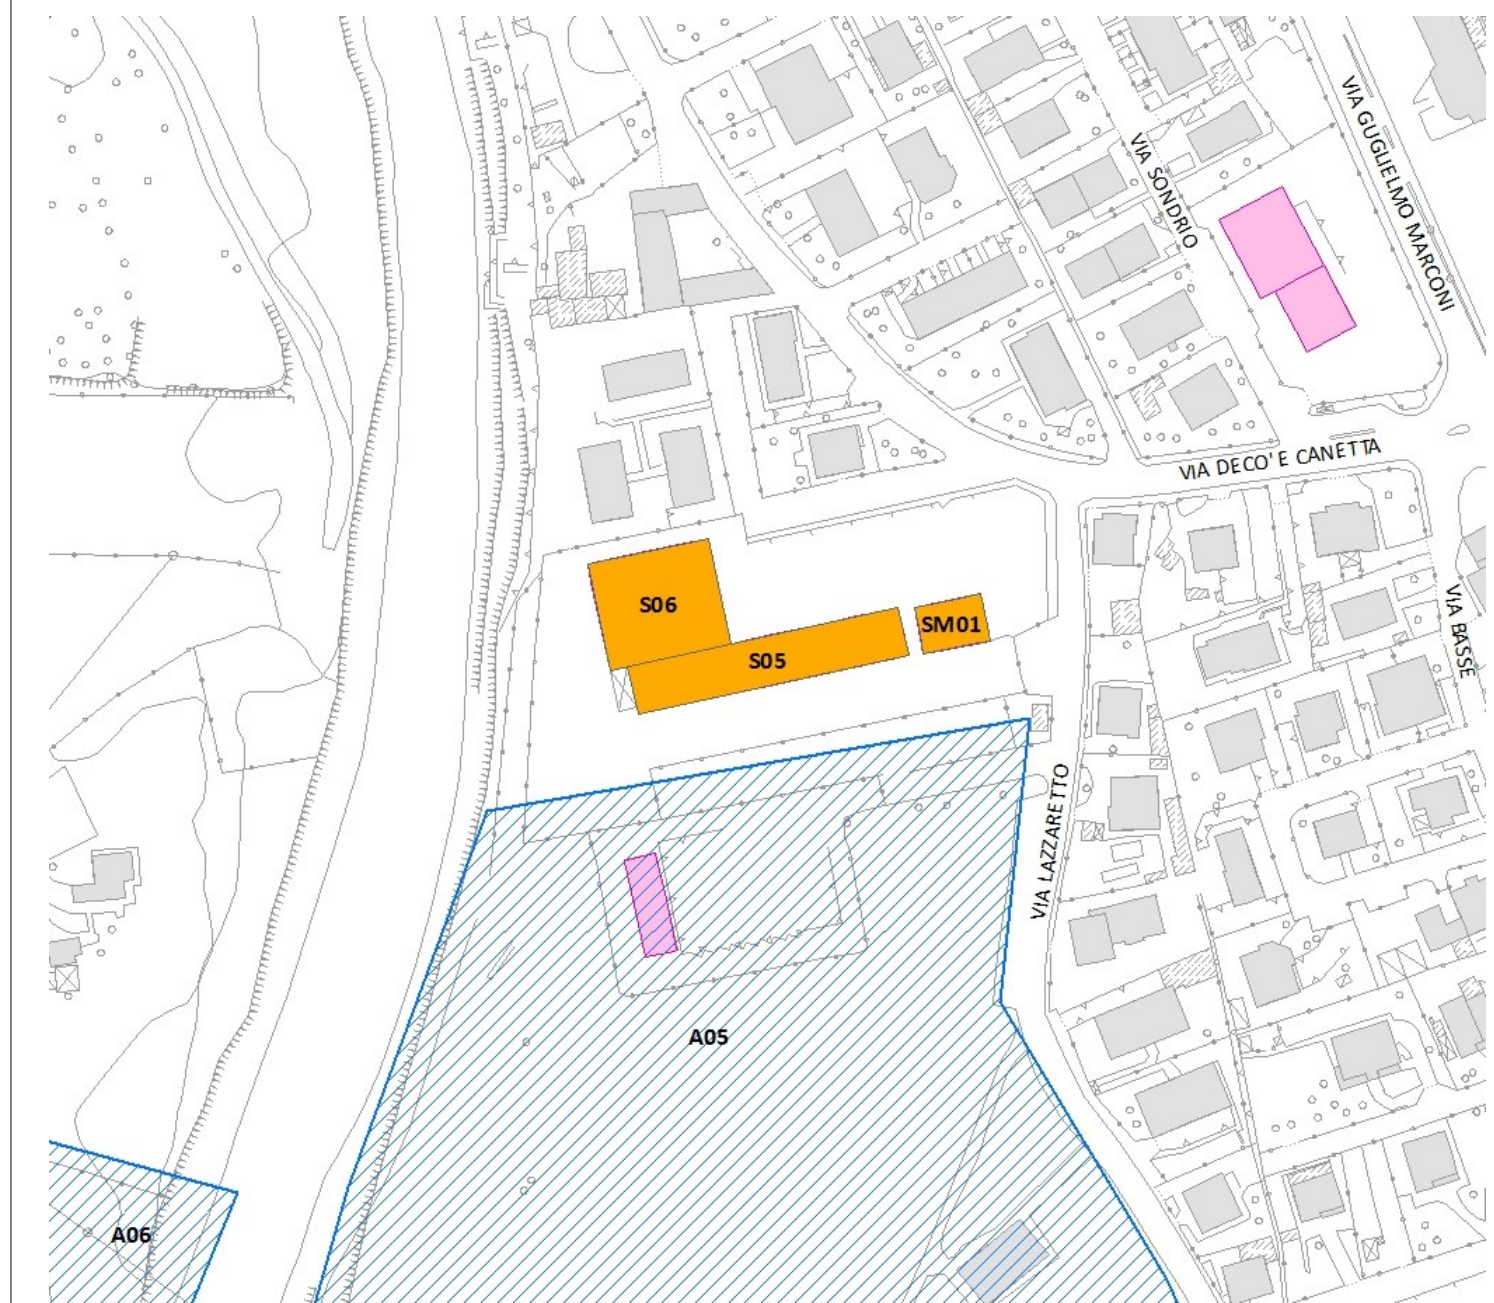 VIA GUGLIELMO MARCONI
VIA SONDRIO
VIA DECO' E CANETTA
S06
SM01
S05
VIA BASSE
VIA LAZZARETTO
A05
A06